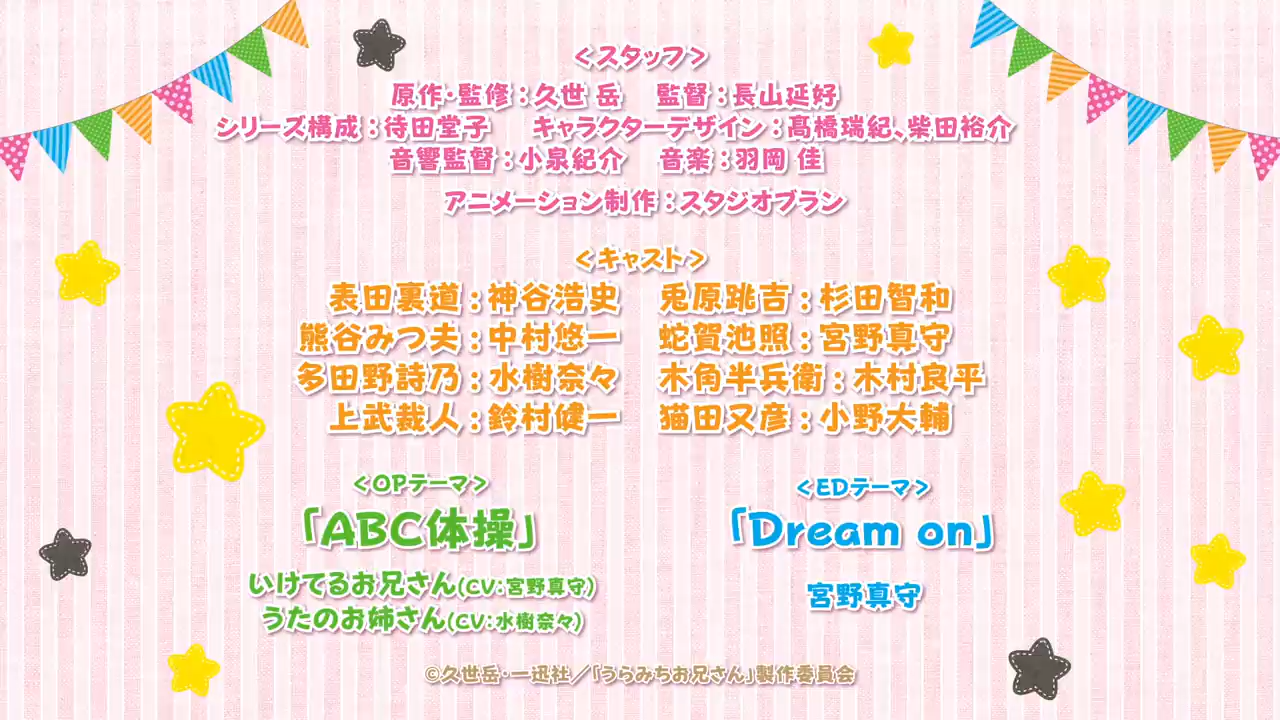 ＜スタッフ＞
原作・監修：久世 岳　監督：長山延好
シリーズ構成：待田堂子　キャラクターデザイン：髙橋瑞紀、柴田裕介
音響監督：小泉紀介　音楽：羽岡 佳
アニメーション制作：スタジオブラン
＜キャスト＞
表田裏道：神谷浩史　兎原跳吉：杉田智和
熊谷みつ夫：中村悠一　蛇賀池照：宮野真守
多田野詩乃：水樹奈々　木角半兵衛：木村良平
上武裁人：鈴村健一　猫田又彦：小野大輔
＜OPテーマ＞
「ABC体操」
いけてるお兄さん(CV：宮野真守)
うたのお姉さん(CV：水樹奈々)
＜EDテーマ＞
「Dream on」
宮野真守
©久世岳・一迅社／「うらみちお兄さん」製作委員会